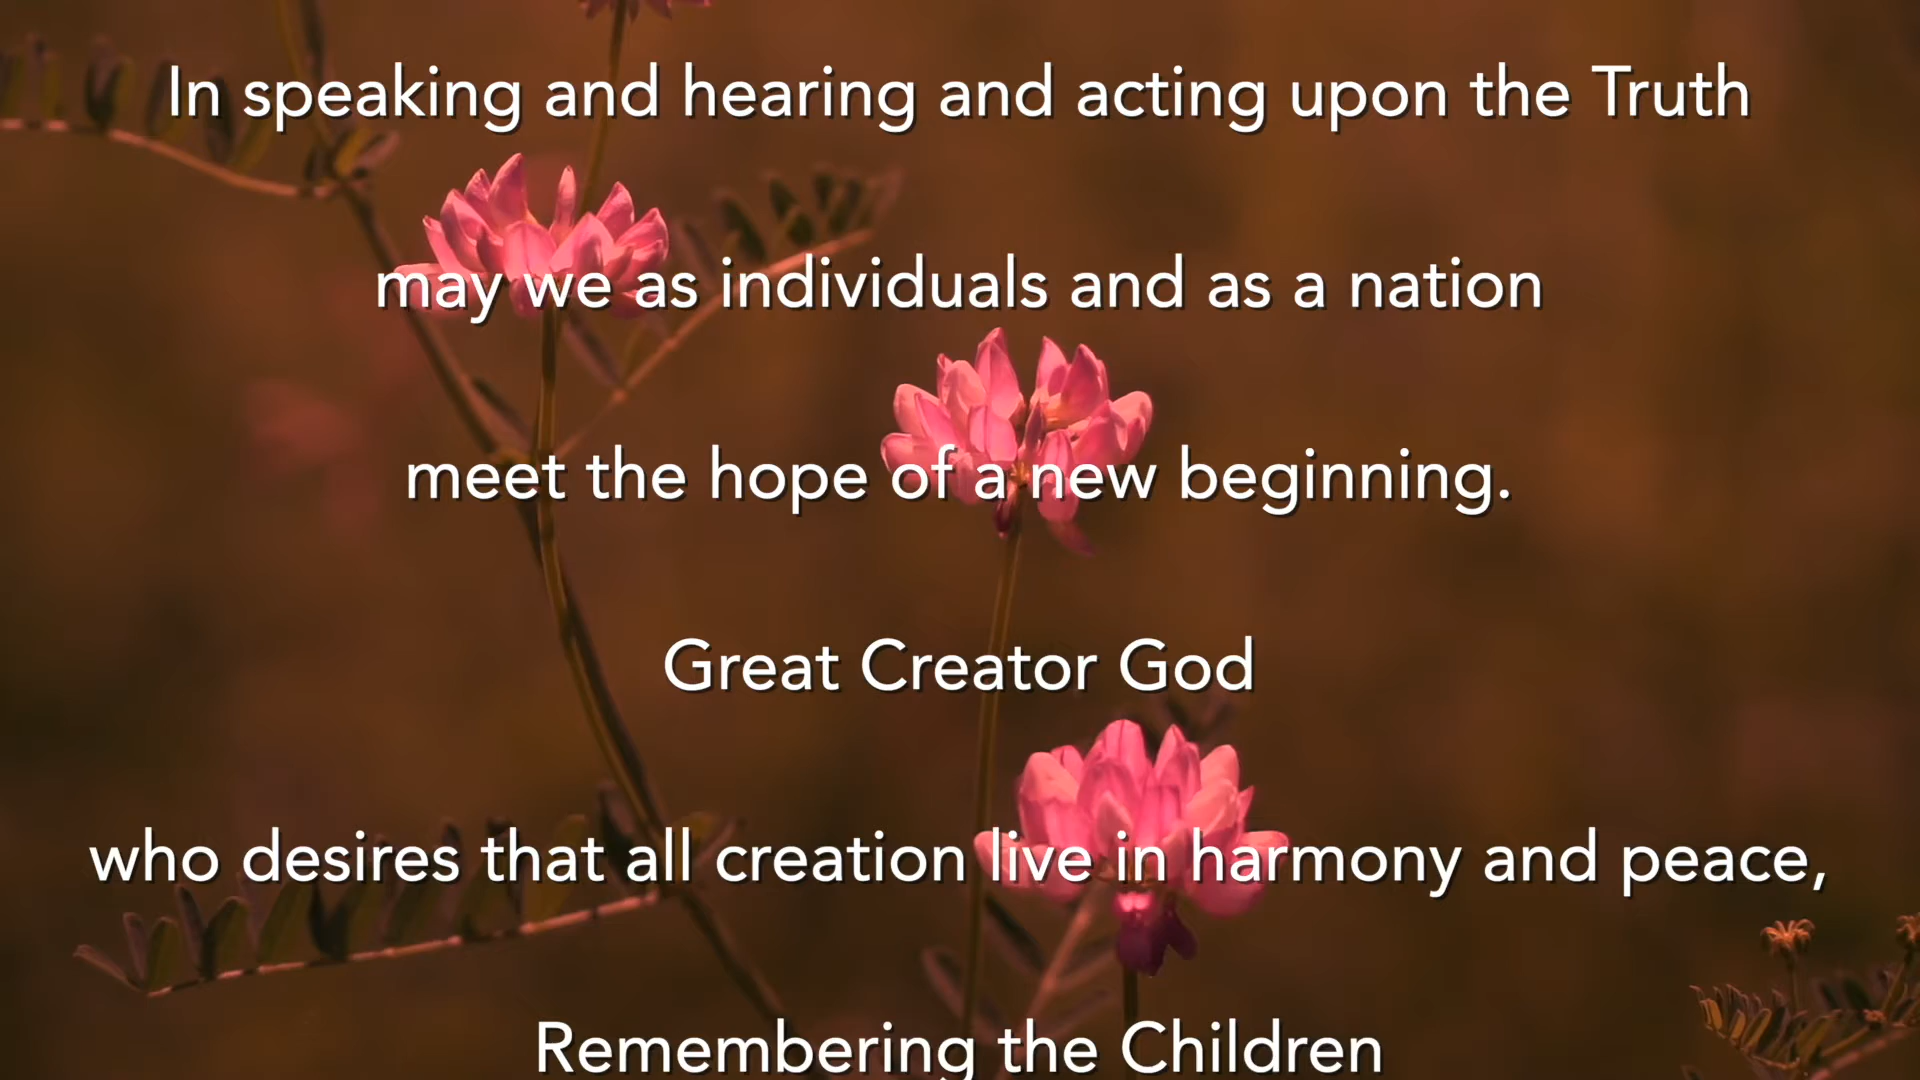 In speaking and hearing and acting upon the Truth
may we as individuals and as a nation
meet the hope of a new beginning.
Great Creator God
who desires that all creation live in harmony and peace,
Remembering the Children